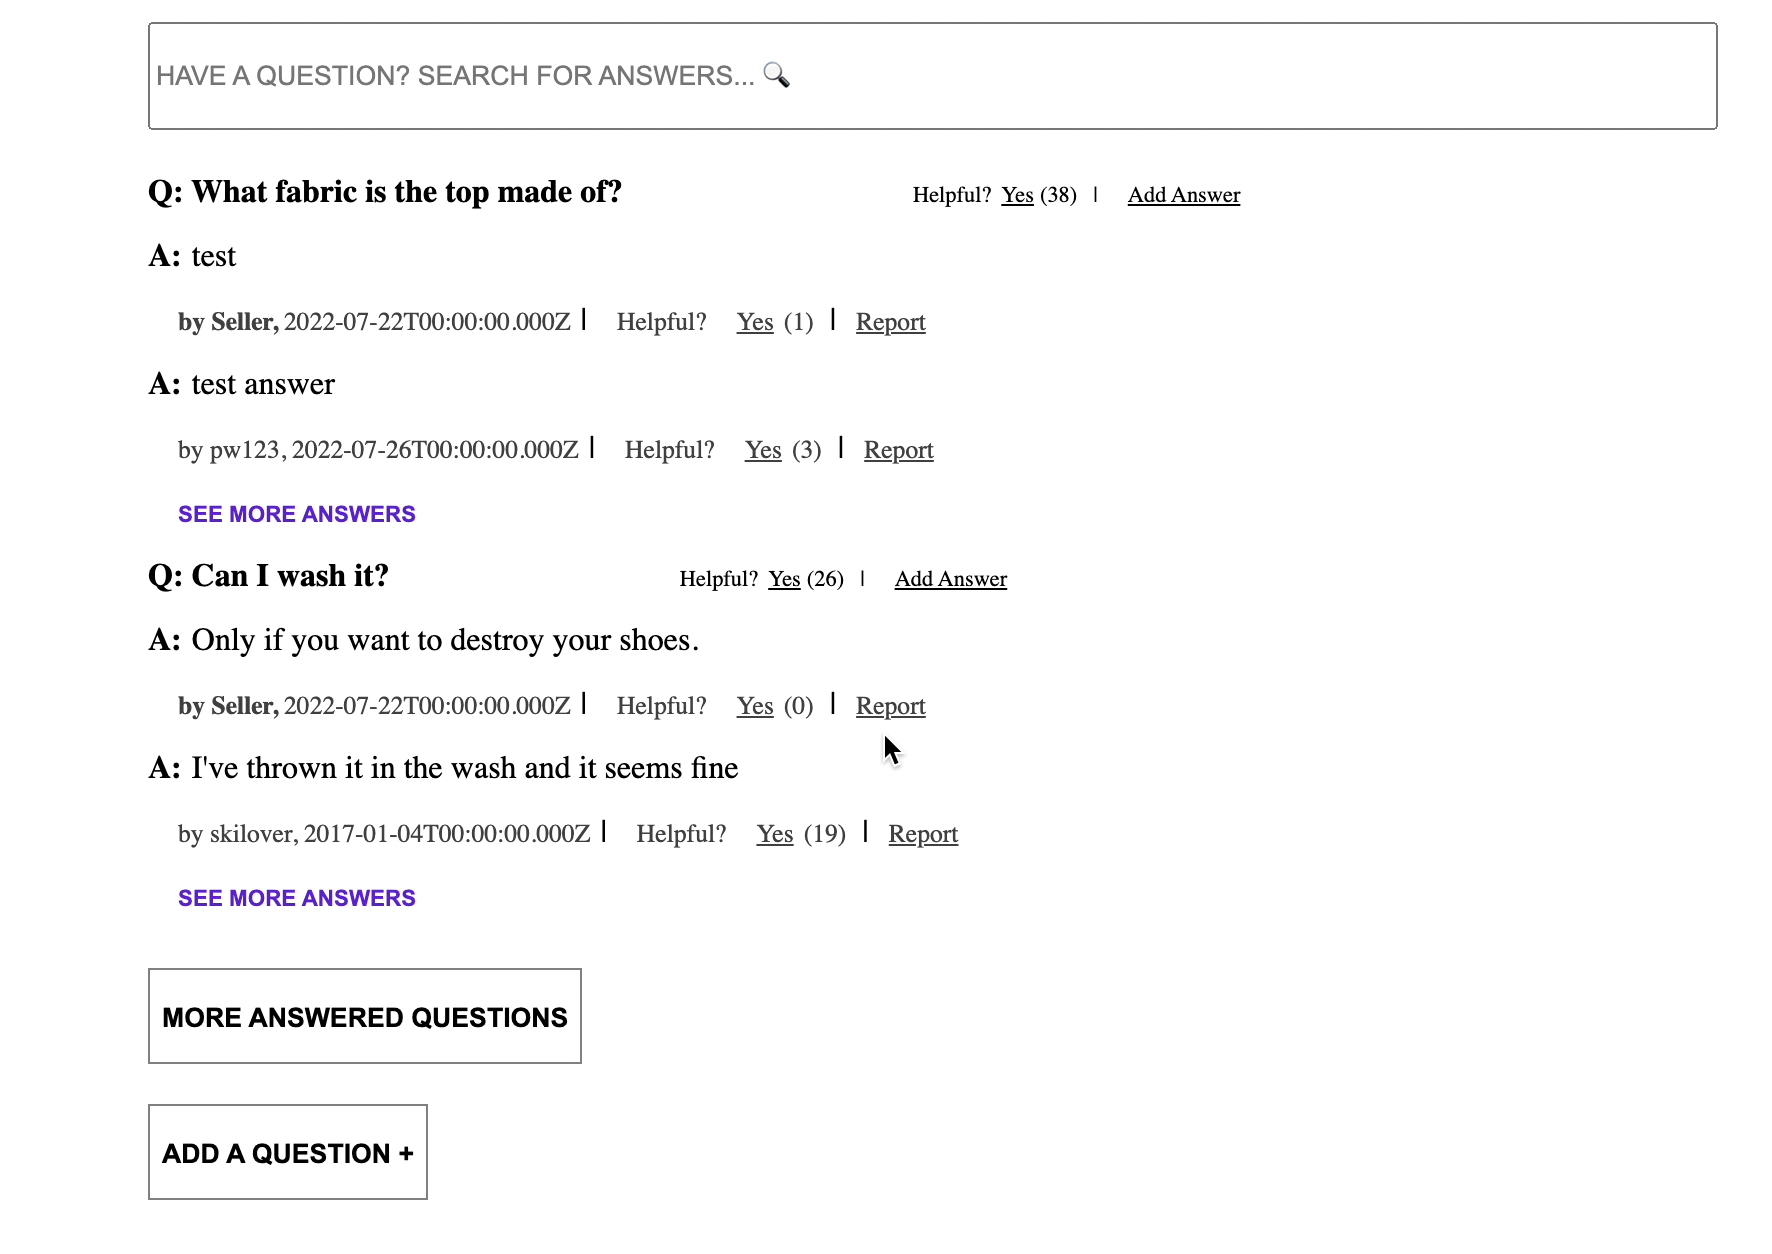 HAVE A QUESTION? SEARCH FOR ANSWERS... 🔍
Q: What fabric is the top made of? Helpful? Yes (38) | Add Answer
A: test
by Seller, 2022-07-22T00:00:00.000Z | Helpful? Yes (1) | Report
A: test answer
by pw123, 2022-07-26T00:00:00.000Z | Helpful? Yes (3) | Report
SEE MORE ANSWERS
Q: Can I wash it? Helpful? Yes (26) | Add Answer
A: Only if you want to destroy your shoes.
by Seller, 2022-07-22T00:00:00.000Z | Helpful? Yes (0) | Report
A: I've thrown it in the wash and it seems fine
by skilover, 2017-01-04T00:00:00.000Z | Helpful? Yes (19) | Report
SEE MORE ANSWERS
MORE ANSWERED QUESTIONS
ADD A QUESTION +